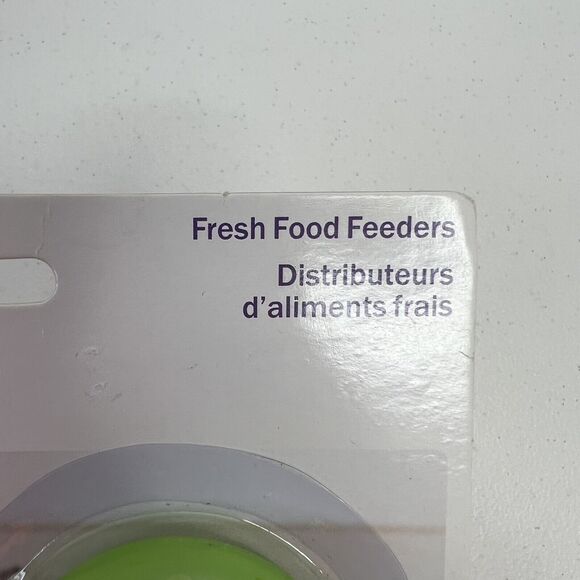 Fresh Food Feeders
Distributeurs
d'aliments frais